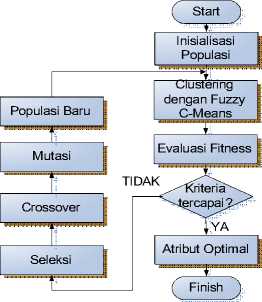 Start
Inisialisasi
Populasi
Clustering
dengan Fuzzy
C-Means
Evaluasi Fitness
Kriteria
tercapai?
TIDAK
YA
Seleksi
Crossover
Mutasi
Populasi Baru
Atribut Optimal
Finish